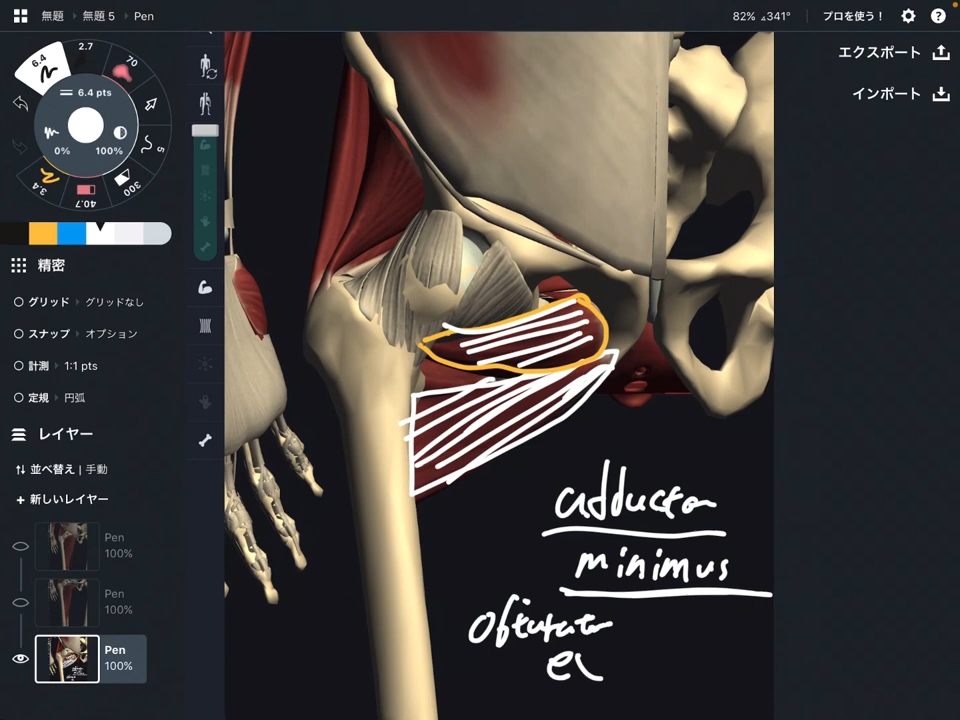 無題 無題 5 Pen
82% ⦟341° プロを使う!
エクスポート
インポート
2.7
6.4
70
6.4 pts
0% 100%
5
300
40.7
3.4
精密
グリッド グリッドなし
スナップ オプション
計測 1:1 pts
定規 円弧
レイヤー
並べ替え | 手動
+ 新しいレイヤー
Pen
100%
Pen
100%
Pen
100%
adductor
minimus